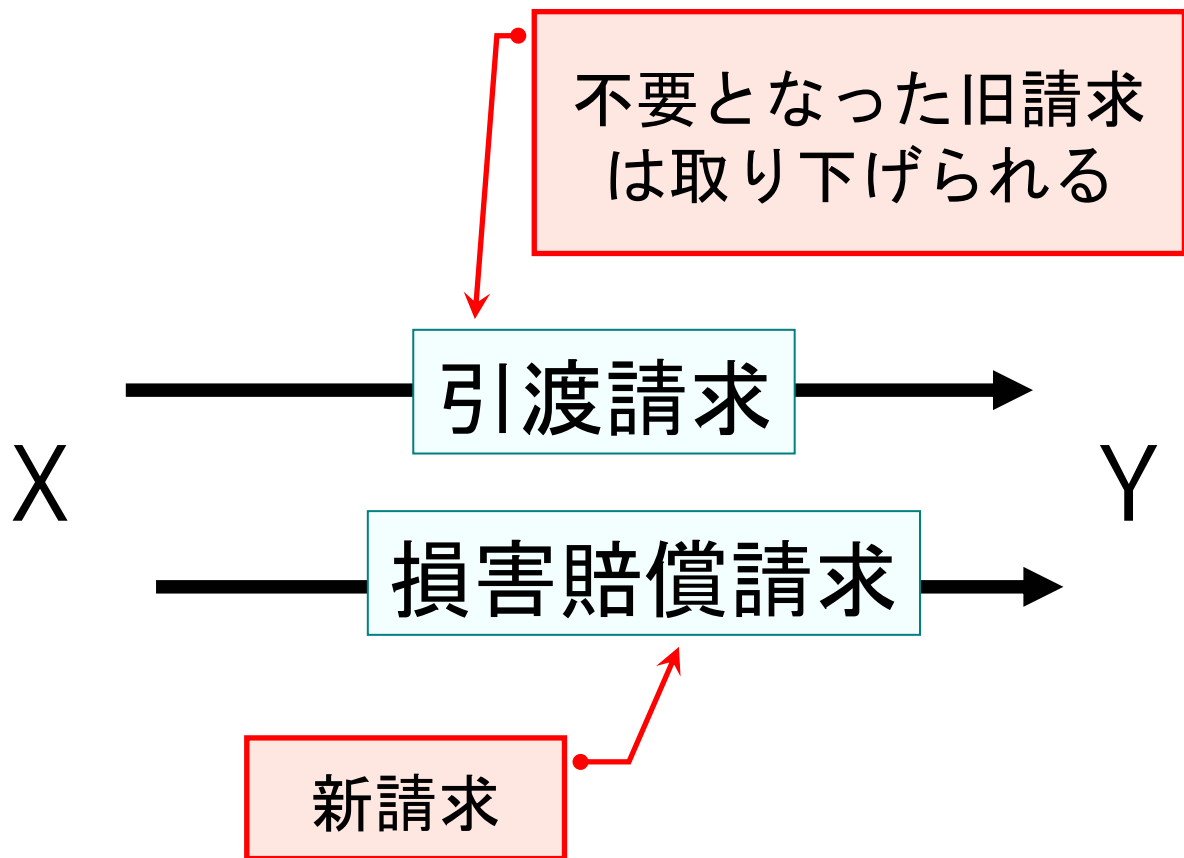 不要となった旧請求
は取り下げられる
引渡請求
X
Y
損害賠償請求
新請求